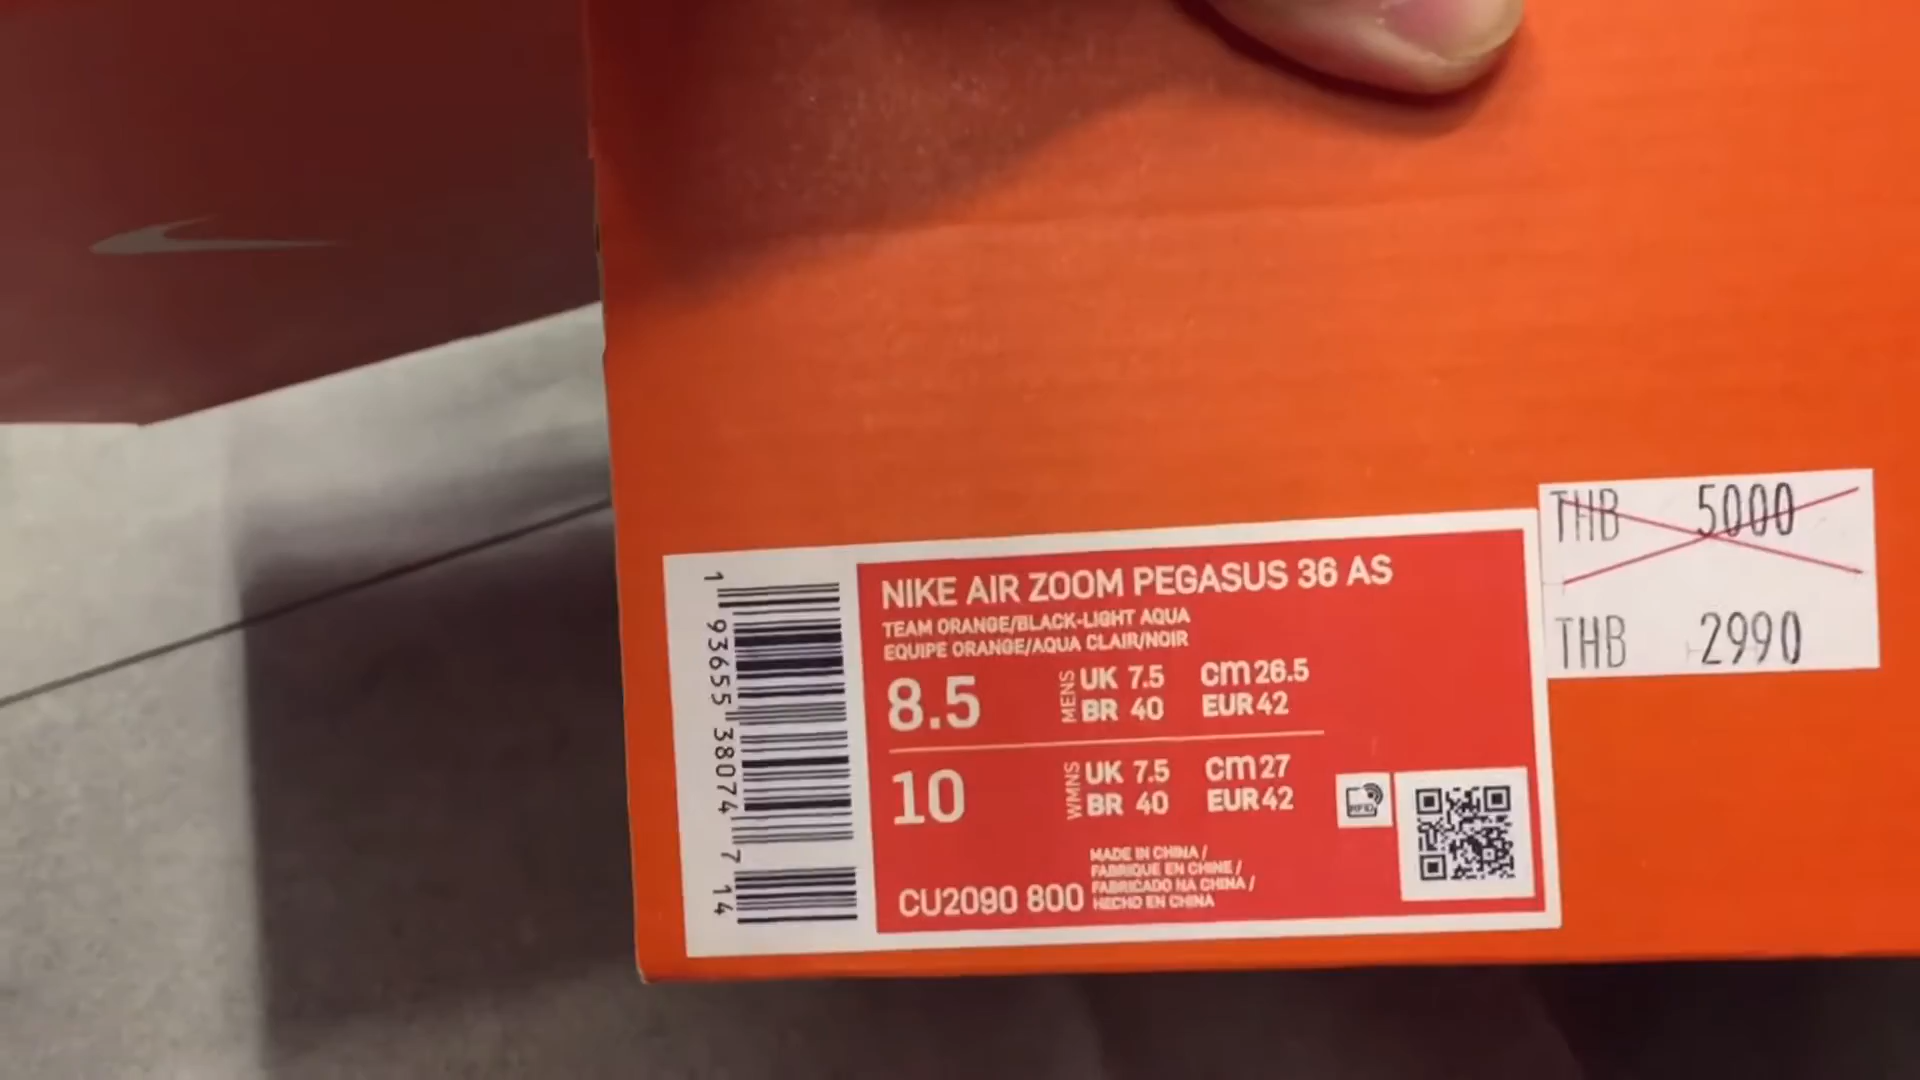 THB 5000
THB 2990
NIKE AIR ZOOM PEGASUS 36 AS
TEAM ORANGE/BLACK-LIGHT AQUA
EQUIPE ORANGE/AQUA CLAIR/NOIR
8.5 MENS UK 7.5 cm 26.5
BR 40 EUR 42
10 WMNS UK 7.5 cm 27
BR 40 EUR 42
RFID
MADE IN CHINA /
FABRIQUE EN CHINE /
FABRICADO NA CHINA /
HECHO EN CHINA
CU2090 800
1 93655 38074 7 14